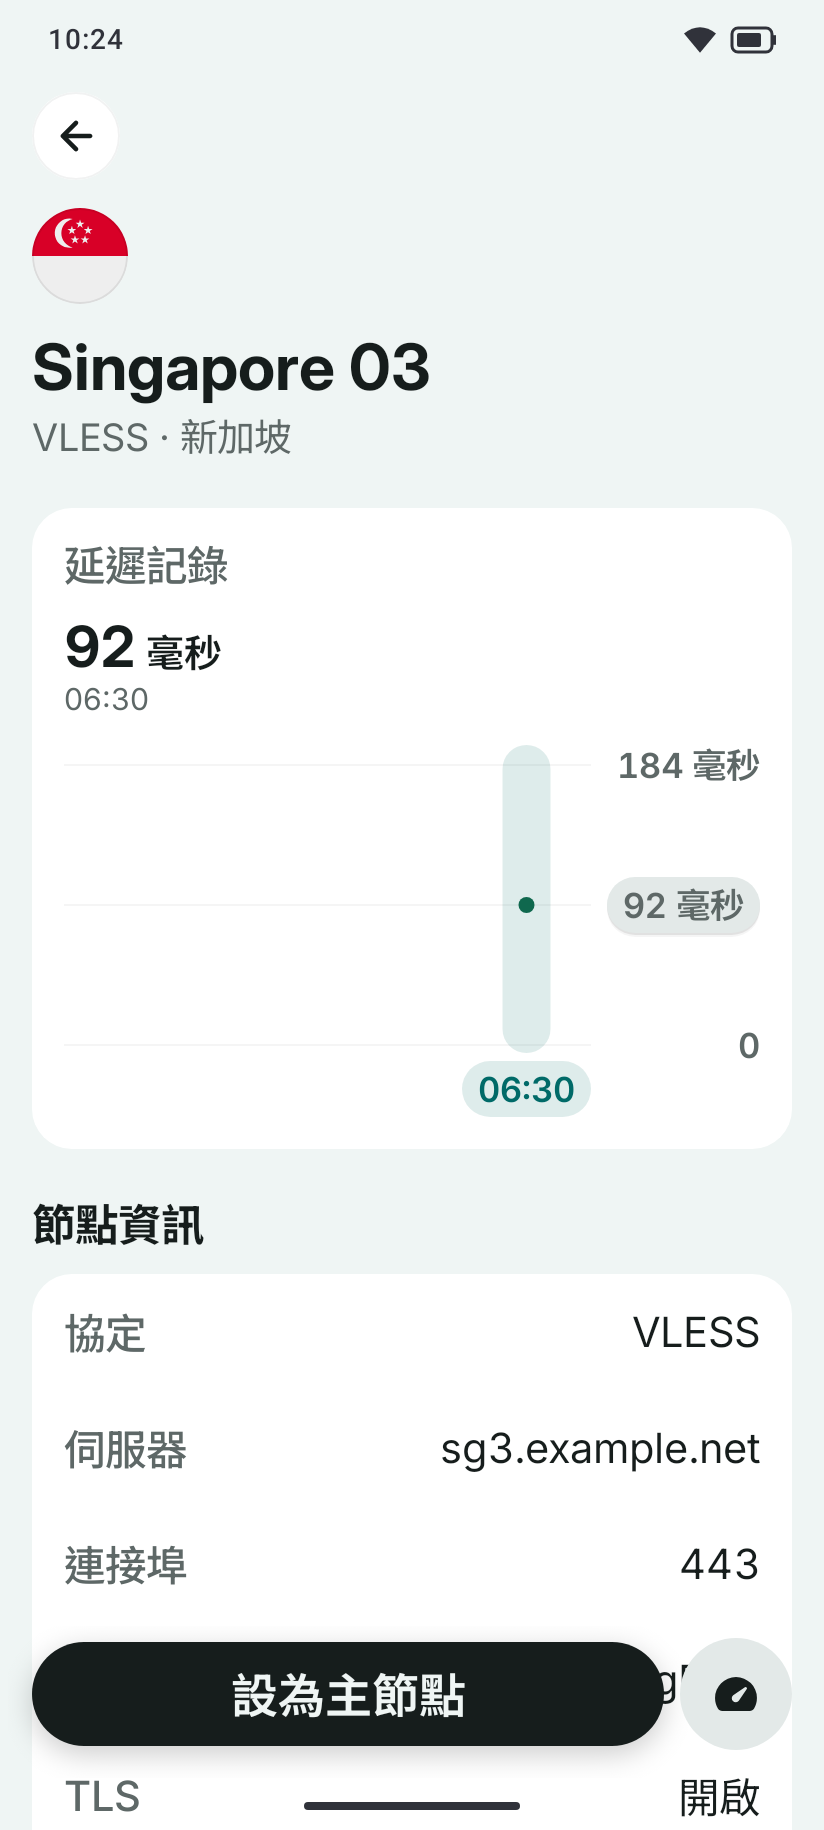 10:24
Singapore 03
VLESS · 新加坡
延遲記錄
92 毫秒
06:30
184 毫秒
92 毫秒
0
06:30
節點資訊
協定 VLESS
伺服器 sg3.example.net
連接埠 443
設為主節點
TLS 開啟